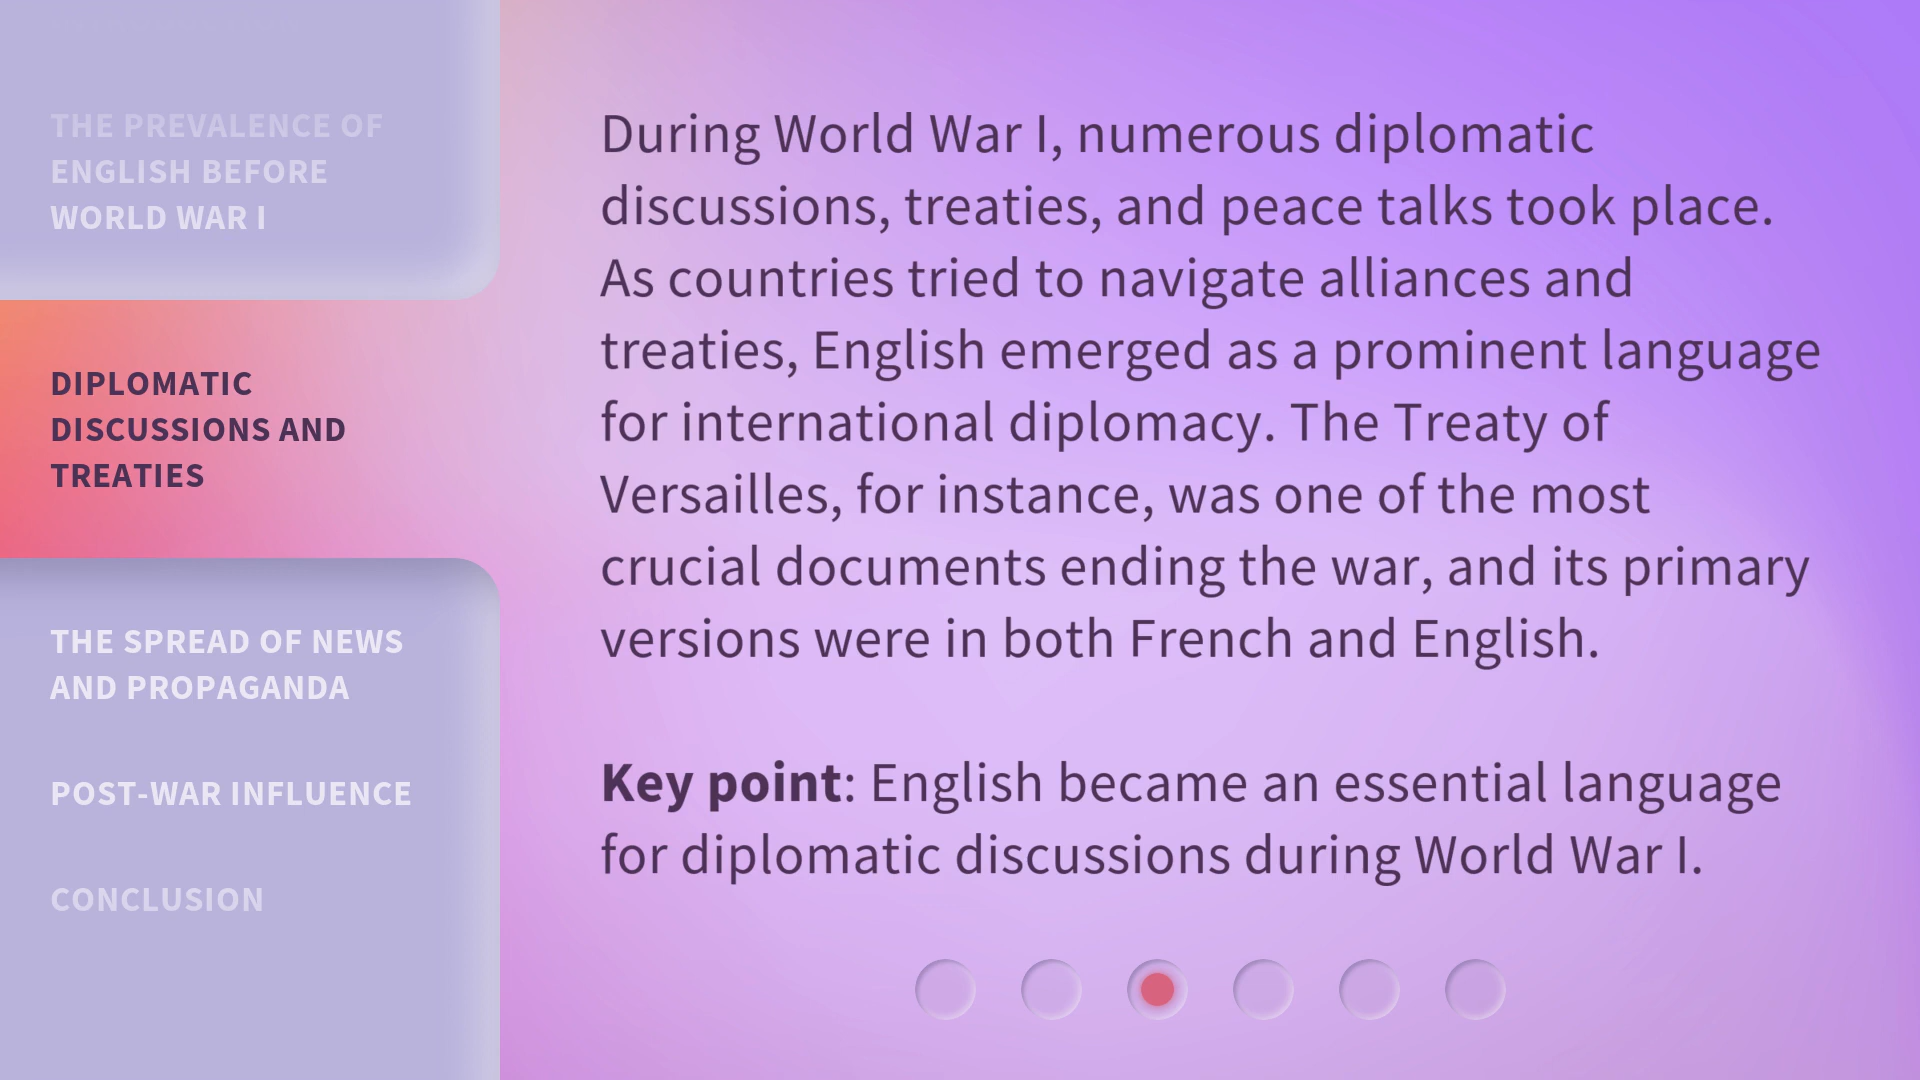 THE PREVALENCE OF
ENGLISH BEFORE
WORLD WAR I
DIPLOMATIC
DISCUSSIONS AND
TREATIES
THE SPREAD OF NEWS
AND PROPAGANDA
POST-WAR INFLUENCE
CONCLUSION
During World War I, numerous diplomatic
discussions, treaties, and peace talks took place.
As countries tried to navigate alliances and
treaties, English emerged as a prominent language
for international diplomacy. The Treaty of
Versailles, for instance, was one of the most
crucial documents ending the war, and its primary
versions were in both French and English.
Key point: English became an essential language
for diplomatic discussions during World War I.